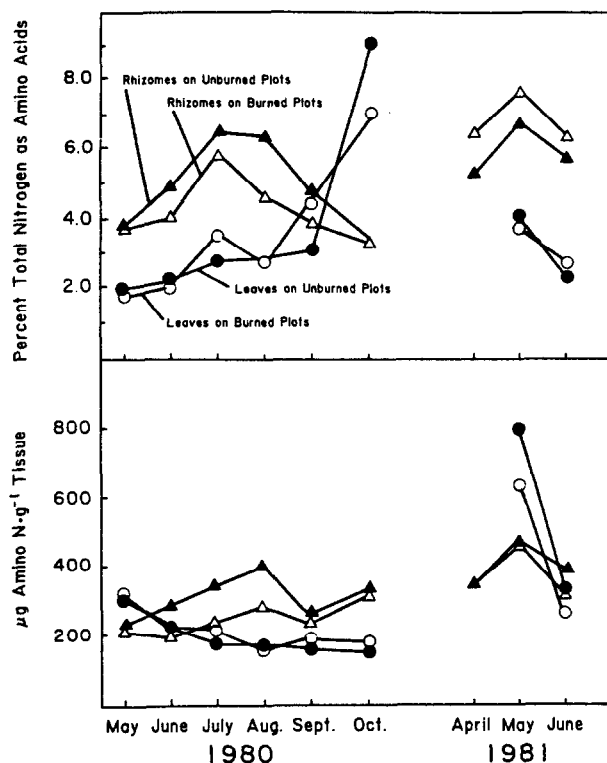 Percent Total Nitrogen as Amino Acids
8.0
6.0
4.0
2.0
Rhizomes on Unburned Plots
Rhizomes on Burned Plots
Leaves on Unburned Plots
Leaves on Burned Plots
µg Amino N•g⁻¹ Tissue
800
600
400
200
May June July Aug. Sept. Oct. April May June
1980 1981